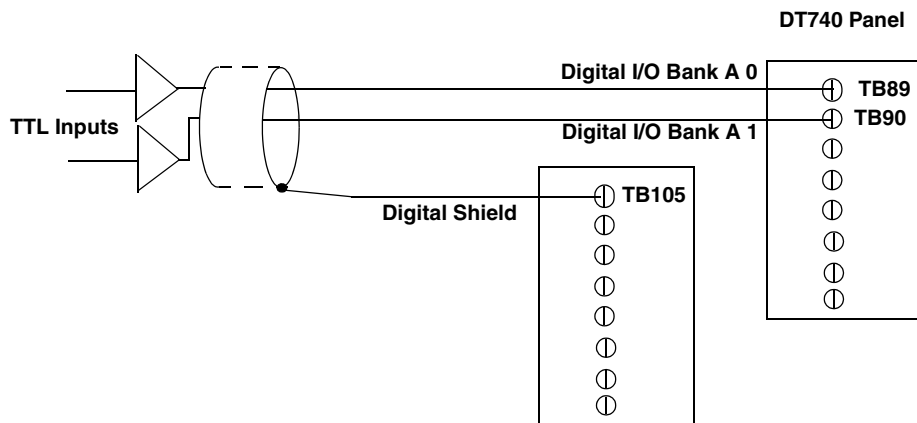 DT740 Panel
Digital I/O Bank A 0
TB89
TTL Inputs
TB90
Digital I/O Bank A 1
TB105
Digital Shield